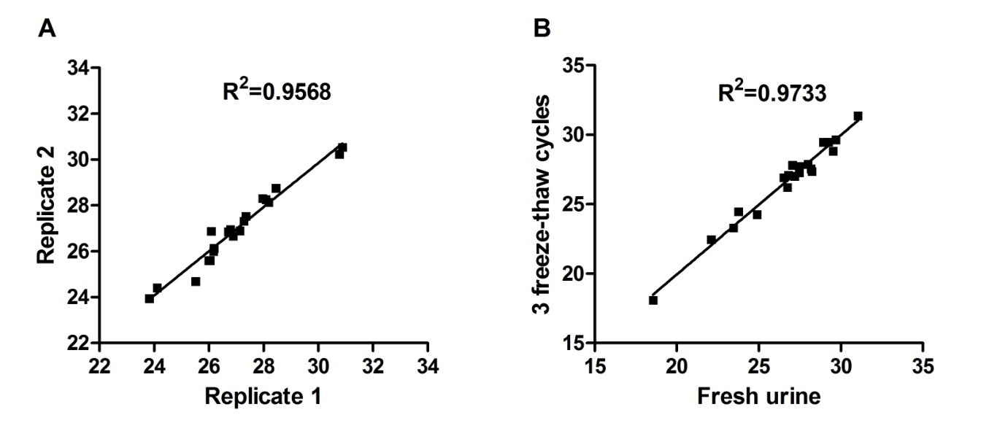 A
R²=0.9568
Replicate 2
34
32
30
28
26
24
22
22 24 26 28 30 32 34
Replicate 1
B
R²=0.9733
3 freeze-thaw cycles
35
30
25
20
15
15 20 25 30 35
Fresh urine